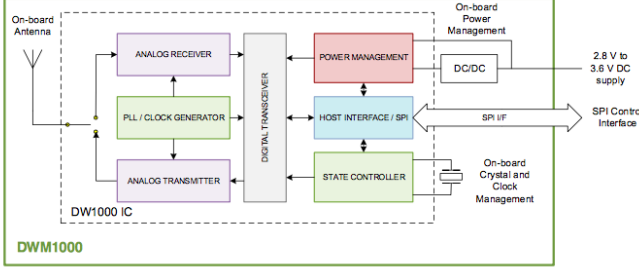 On-board
Antenna
ANALOG RECEIVER
PLL / CLOCK GENERATOR
ANALOG TRANSMITTER
DIGITAL TRANSCEIVER
POWER MANAGEMENT
HOST INTERFACE / SPI
STATE CONTROLLER
On-board
Power
Management
DC/DC
2.8 V to
3.6 V DC
supply
SPI I/F
SPI Control
Interface
On-board
Crystal and
Clock
Management
DW1000 IC
DWM1000